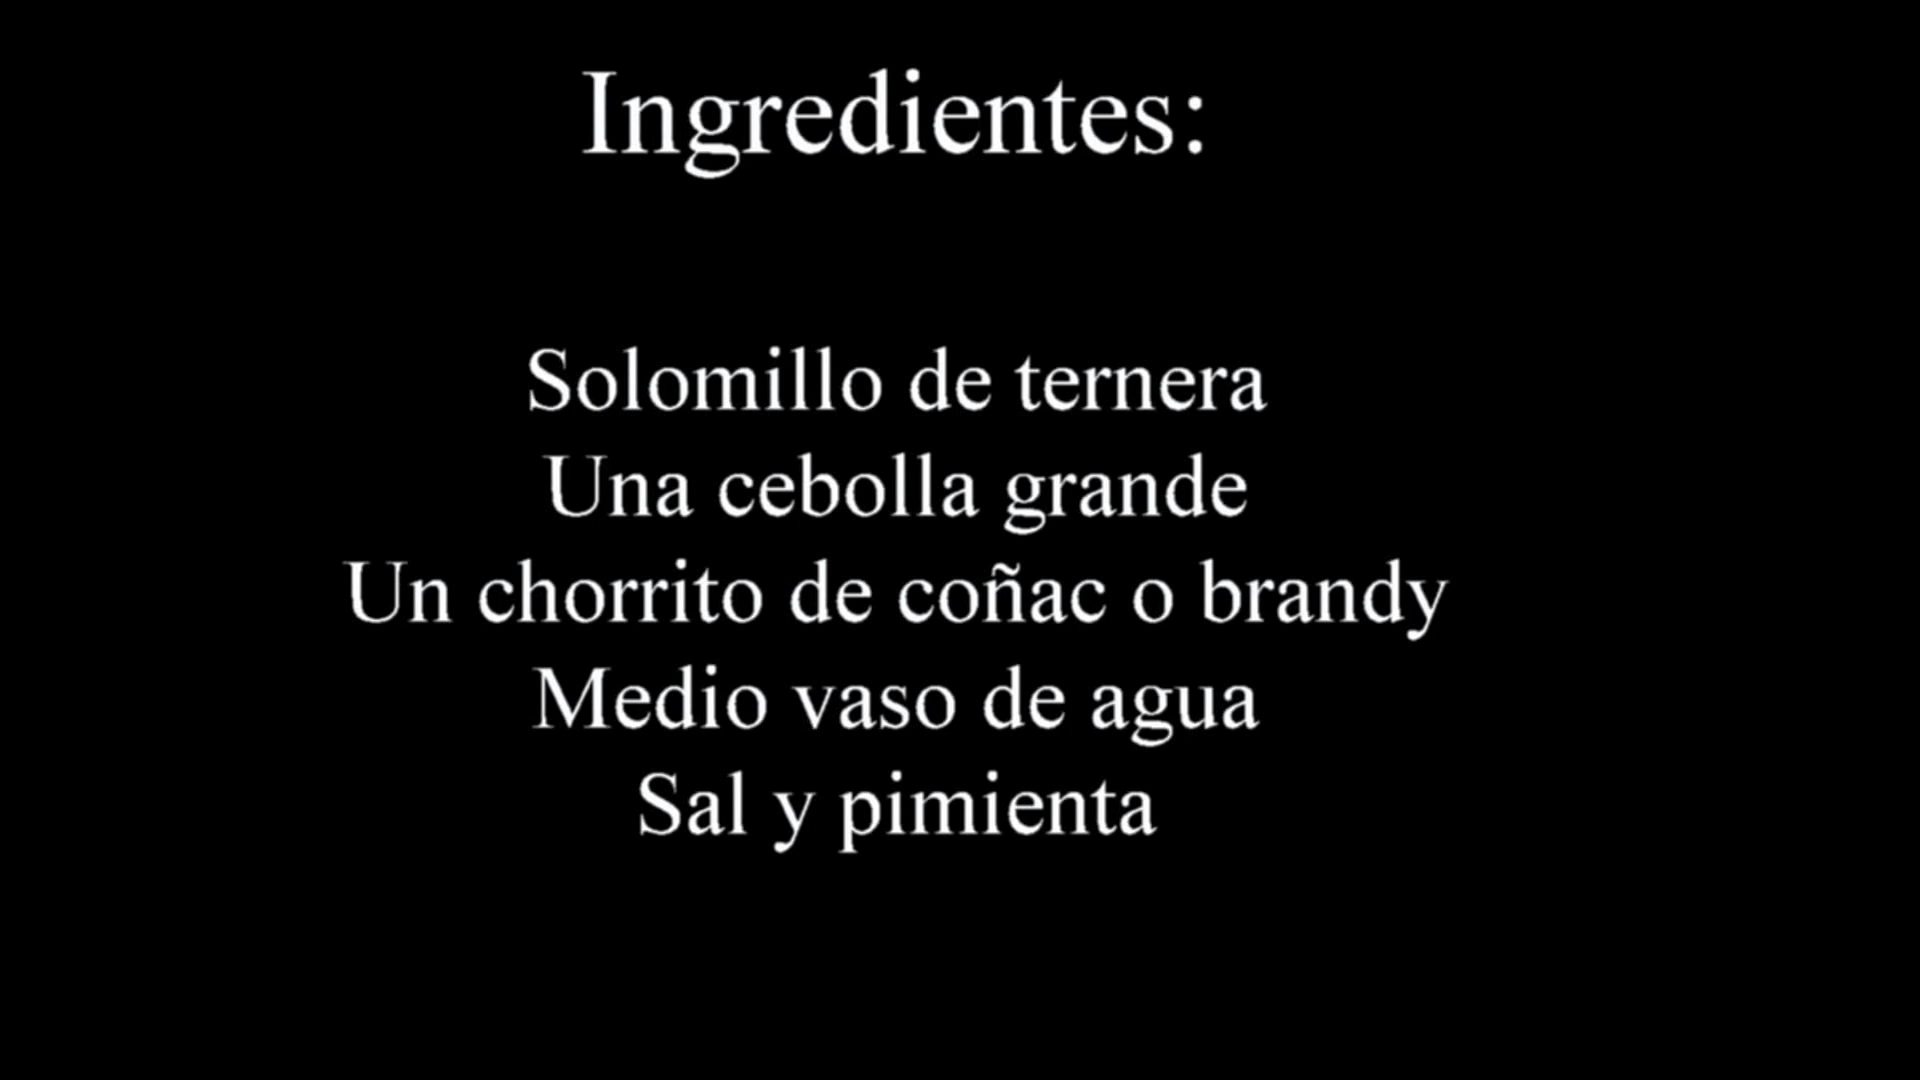 Ingredientes:
Solomillo de ternera
Una cebolla grande
Un chorrito de coñac o brandy
Medio vaso de agua
Sal y pimienta